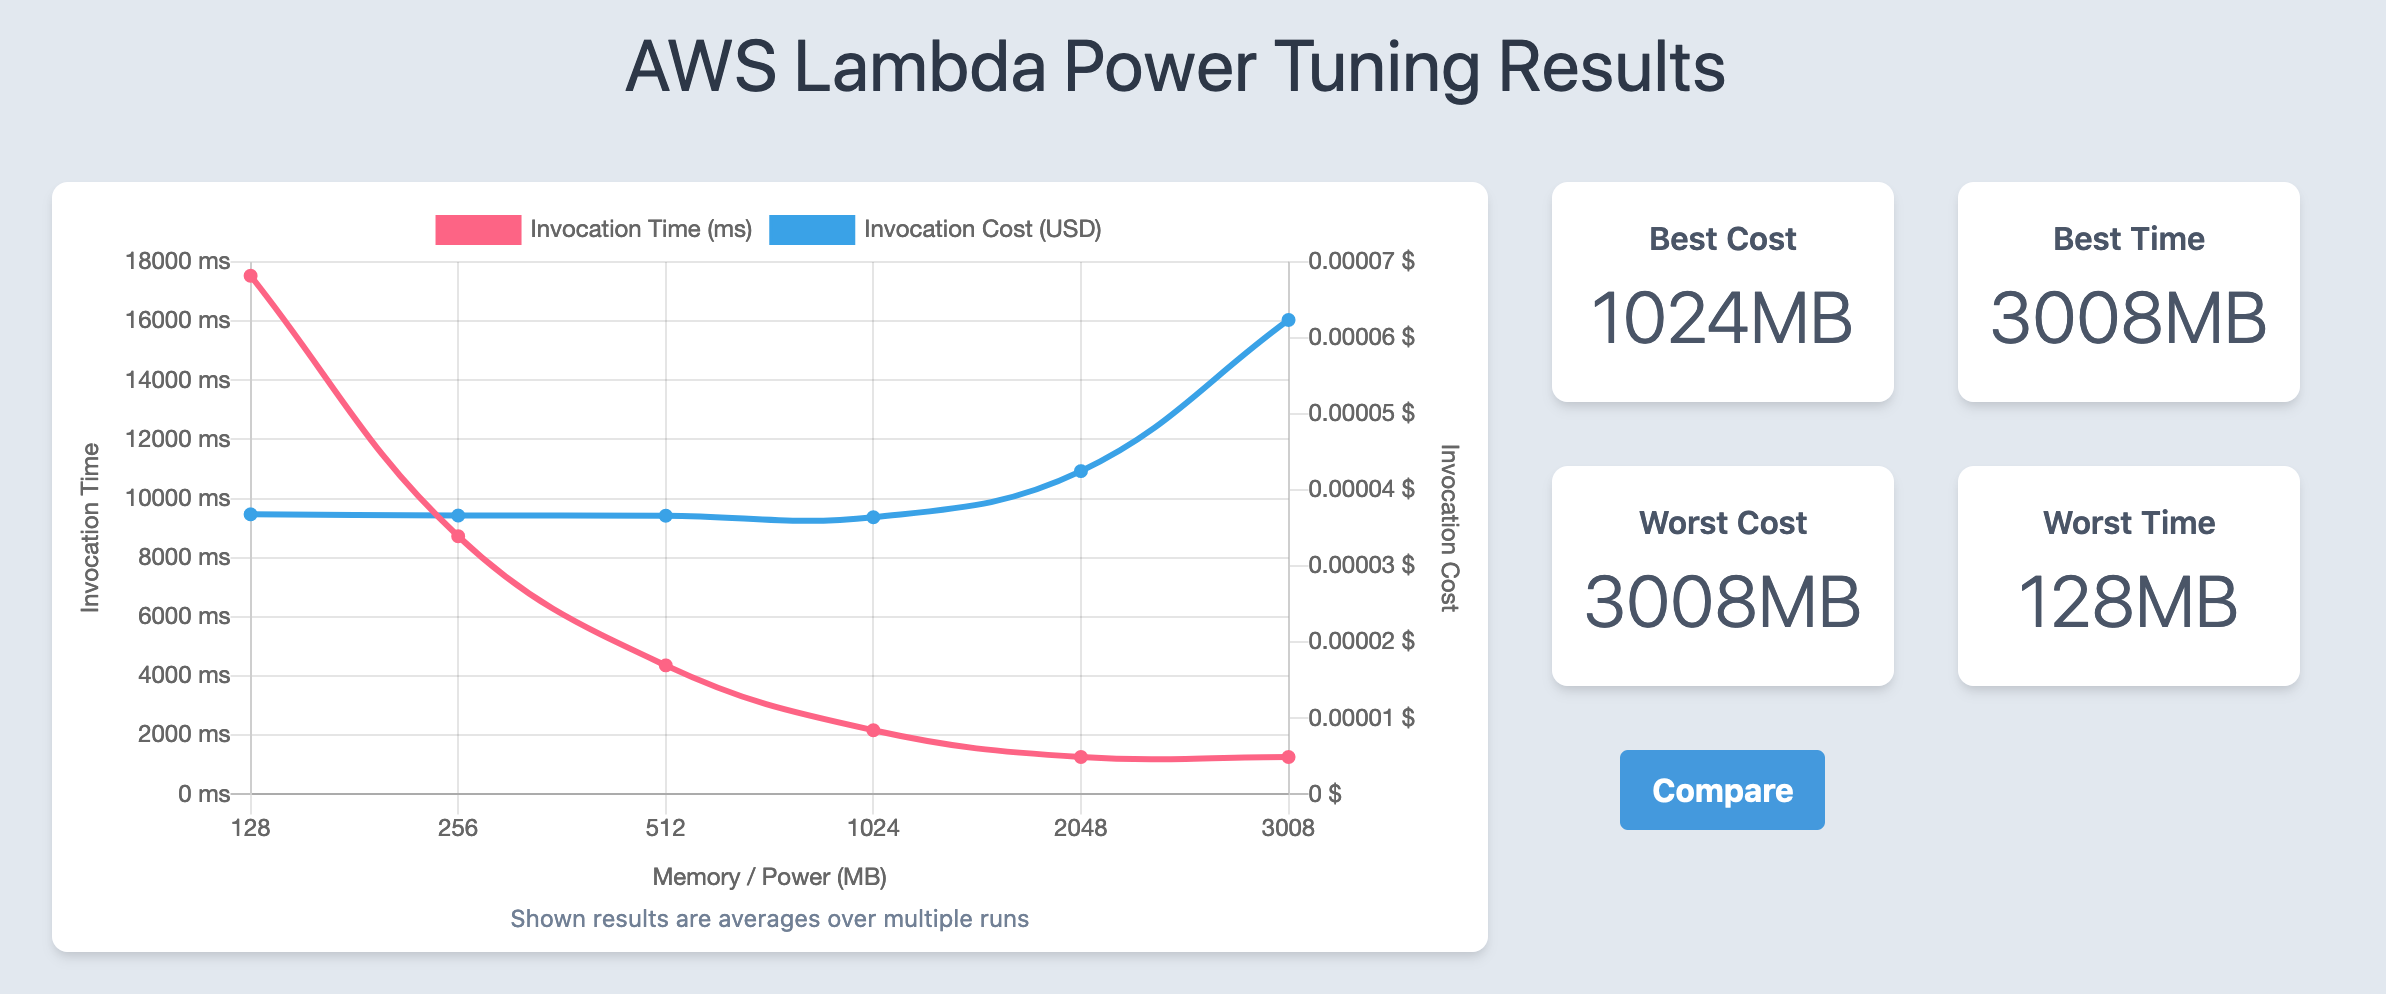 AWS Lambda Power Tuning Results
Invocation Time (ms)
Invocation Cost (USD)
18000 ms
16000 ms
14000 ms
12000 ms
10000 ms
8000 ms
6000 ms
4000 ms
2000 ms
0 ms
Invocation Time
0.00007 $
0.00006 $
0.00005 $
0.00004 $
0.00003 $
0.00002 $
0.00001 $
0 $
Invocation Cost
128 256 512 1024 2048 3008
Memory / Power (MB)
Shown results are averages over multiple runs
Best Cost
1024MB
Best Time
3008MB
Worst Cost
3008MB
Worst Time
128MB
Compare